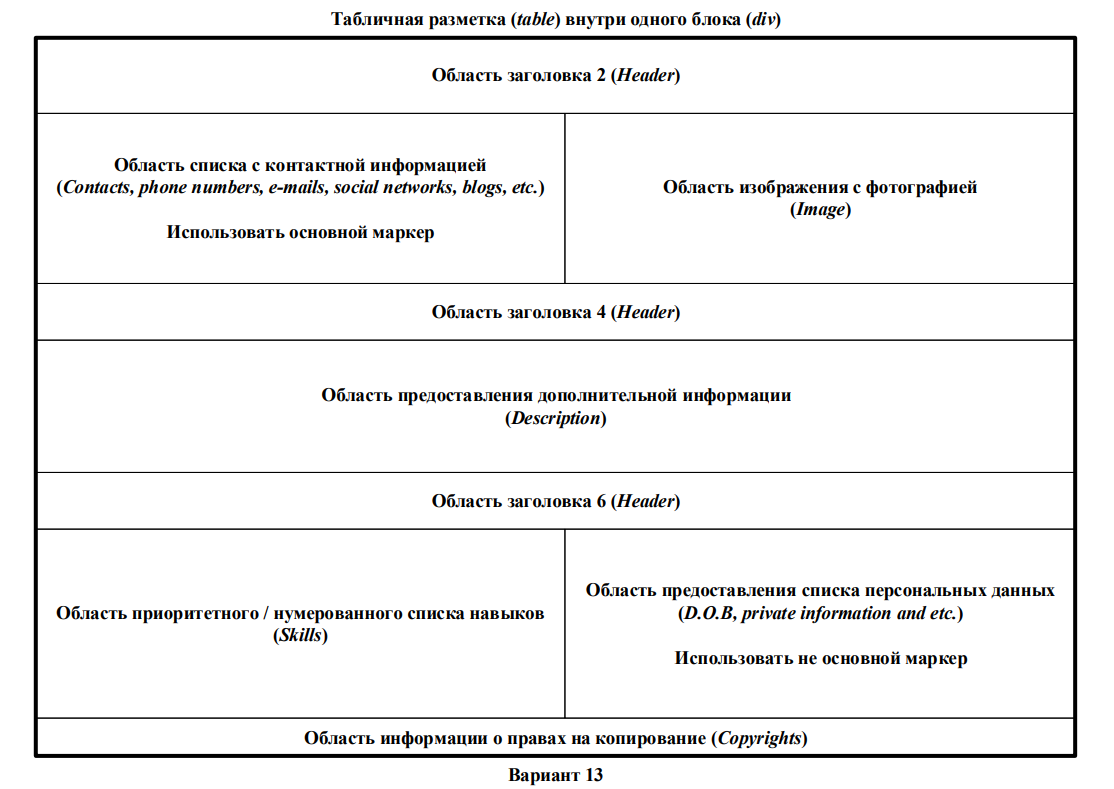 Табличная разметка (table) внутри одного блока (div)
Область заголовка 2 (Header)
Область списка с контактной информацией
(Contacts, phone numbers, e-mails, social networks, blogs, etc.)
Использовать основной маркер
Область изображения с фотографией
(Image)
Область заголовка 4 (Header)
Область предоставления дополнительной информации
(Description)
Область заголовка 6 (Header)
Область приоритетного / нумерованного списка навыков
(Skills)
Область предоставления списка персональных данных
(D.O.B, private information and etc.)
Использовать не основной маркер
Область информации о правах на копирование (Copyrights)
Вариант 13